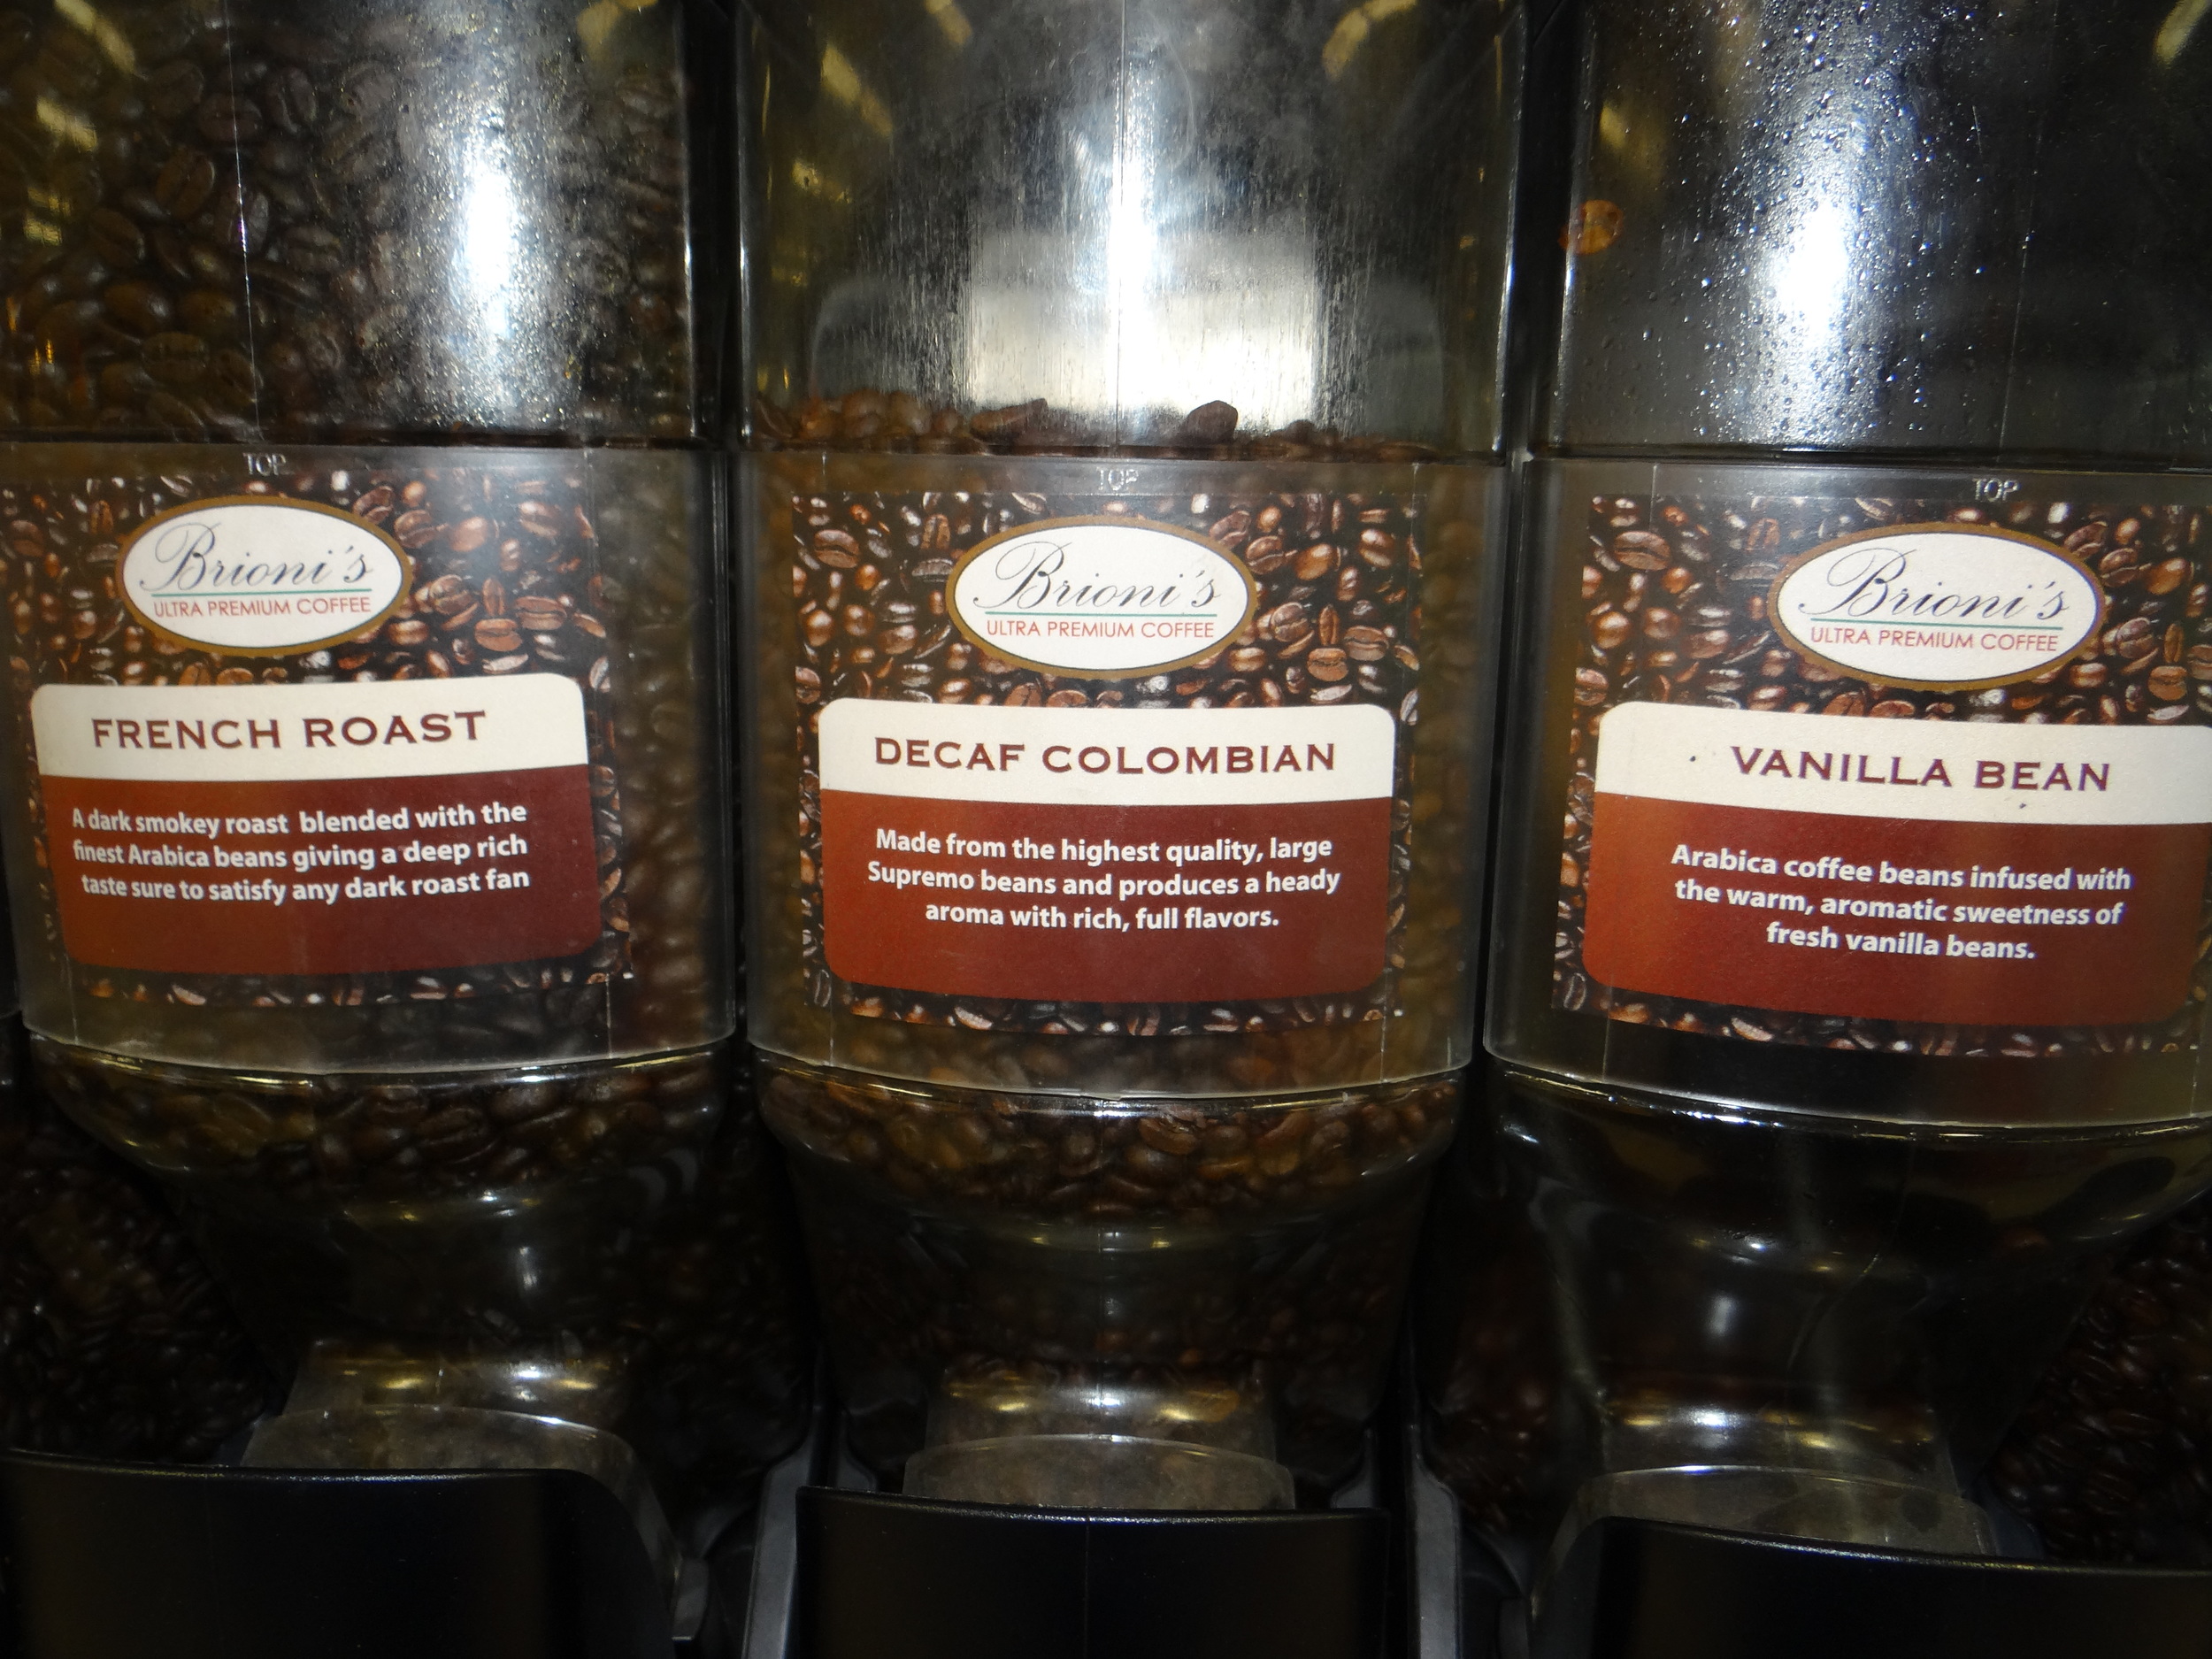 TOP
Brioni's
ULTRA PREMIUM COFFEE
FRENCH ROAST
A dark smokey roast blended with the
finest Arabica beans giving a deep rich
taste sure to satisfy any dark roast fan
TOP
Brioni's
ULTRA PREMIUM COFFEE
DECAF COLOMBIAN
Made from the highest quality, large
Supremo beans and produces a heady
aroma with rich, full flavors.
TOP
Brioni's
ULTRA PREMIUM COFFEE
VANILLA BEAN
Arabica coffee beans infused with
the warm, aromatic sweetness of
fresh vanilla beans.